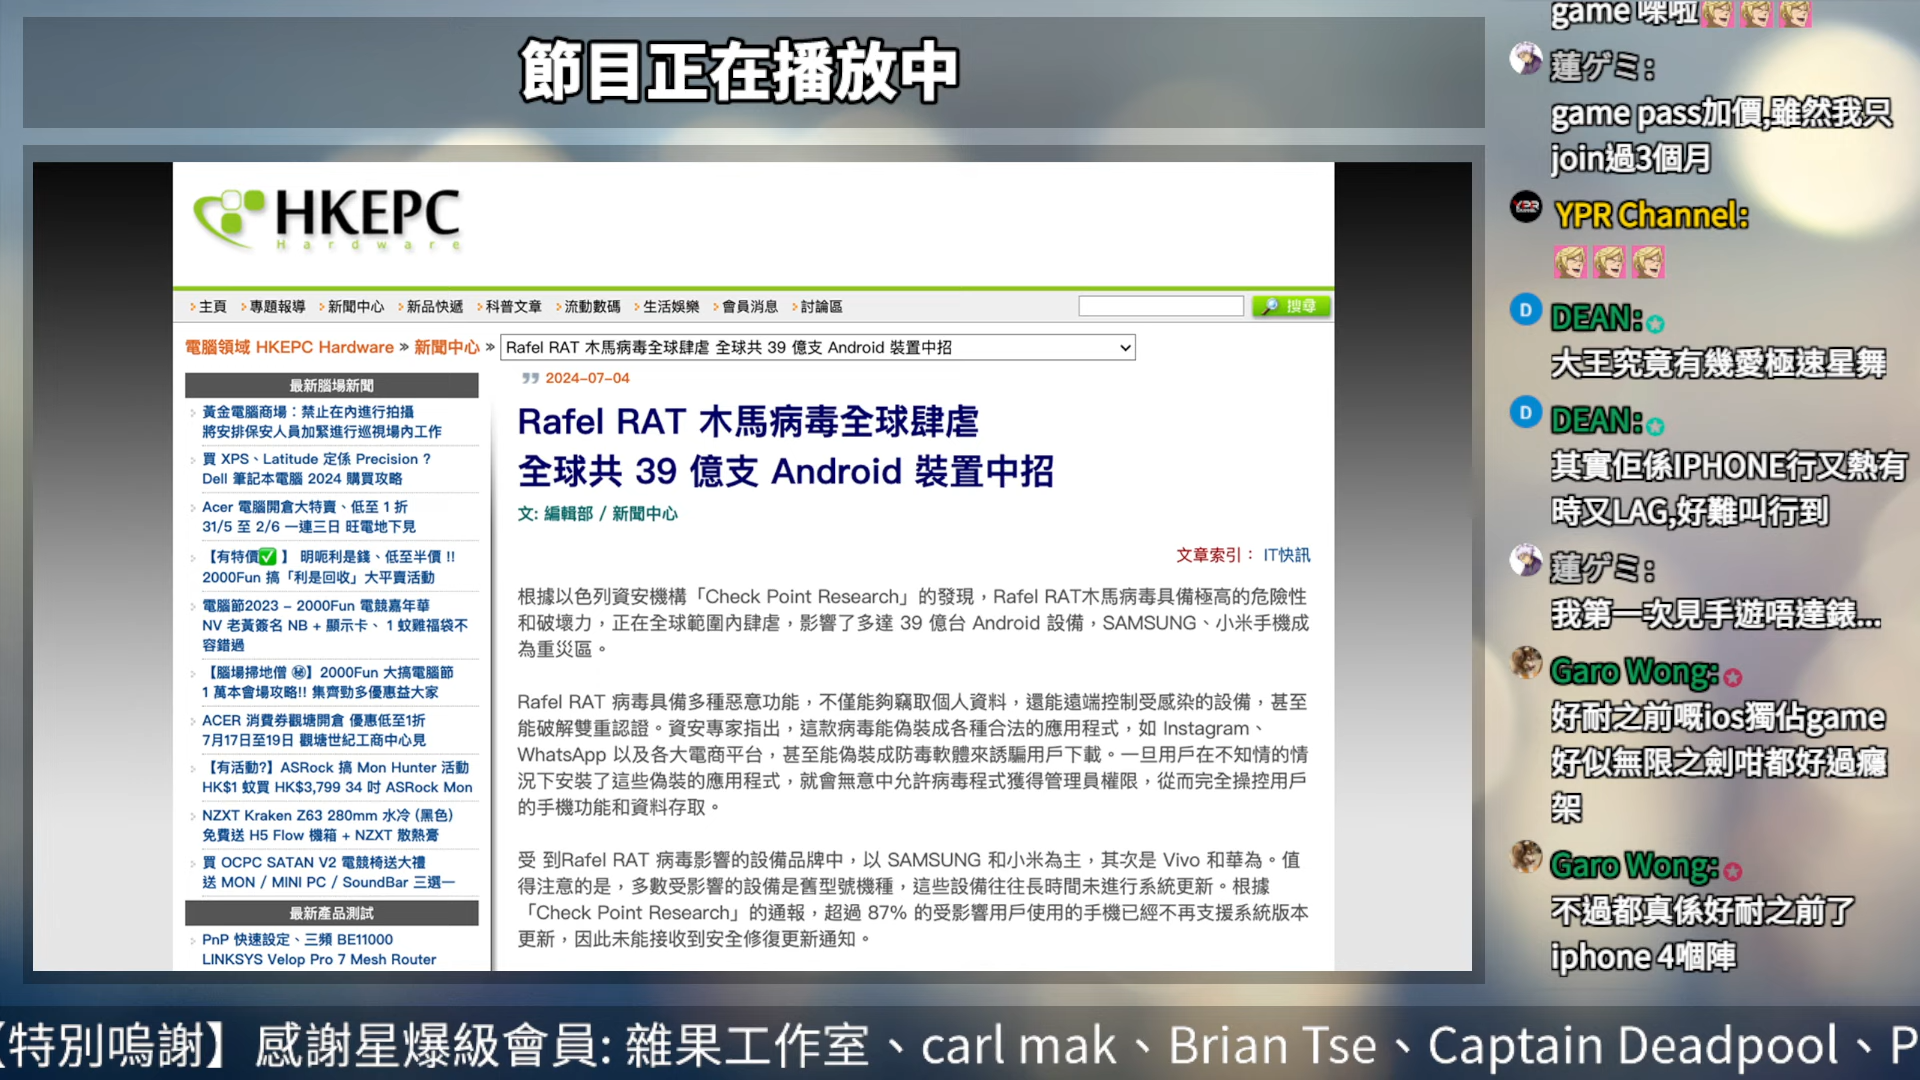 節目正在播放中
HKEPC
Hardware
主頁 專題報導 新聞中心 新品快遞 科普文章 流動數碼 生活娛樂 會員消息 討論區 搜尋
電腦領域 HKEPC Hardware » 新聞中心 » Rafel RAT 木馬病毒全球肆虐 全球共 39 億支 Android 裝置中招
最新腦場新聞
黃金電腦商場：禁止在內進行拍攝
將安排保安人員加緊進行巡視場內工作
買 XPS、Latitude 定係 Precision ?
Dell 筆記本電腦 2024 購買攻略
Acer 電腦開倉大特賣、低至 1 折
31/5 至 2/6 一連三日 旺電地下見
【有特價✅ 】 明呃利是錢、低至半價 !!
2000Fun 搞「利是回收」大平賣活動
電腦節2023 – 2000Fun 電競嘉年華
NV 老黃簽名 NB + 顯示卡、 1 蚊雞福袋不
容錯過
【腦場掃地僧 ㊙】2000Fun 大搞電腦節
1 萬本會場攻略!! 集齊勁多優惠益大家
ACER 消費券觀塘開倉 優惠低至1折
7月17日至19日 觀塘世紀工商中心見
【有活動?】ASRock 搞 Mon Hunter 活動
HK$1 蚊買 HK$3,799 34 吋 ASRock Mon
NZXT Kraken Z63 280mm 水冷 (黑色)
免費送 H5 Flow 機箱 + NZXT 散熱膏
買 OCPC SATAN V2 電競椅送大禮
送 MON / MINI PC / SoundBar 三選一
最新產品測試
PnP 快速設定、三頻 BE11000
LINKSYS Velop Pro 7 Mesh Router
2024-07-04
Rafel RAT 木馬病毒全球肆虐
全球共 39 億支 Android 裝置中招
文: 編輯部 / 新聞中心
文章索引： IT快訊
根據以色列資安機構「Check Point Research」的發現，Rafel RAT木馬病毒具備極高的危險性
和破壞力，正在全球範圍內肆虐，影響了多達 39 億台 Android 設備，SAMSUNG、小米手機成
為重災區。
Rafel RAT 病毒具備多種惡意功能，不僅能夠竊取個人資料，還能遠端控制受感染的設備，甚至
能破解雙重認證。資安專家指出，這款病毒能偽裝成各種合法的應用程式，如 Instagram、
WhatsApp 以及各大電商平台，甚至能偽裝成防毒軟體來誘騙用戶下載。一旦用戶在不知情的情
況下安裝了這些偽裝的應用程式，就會無意中允許病毒程式獲得管理員權限，從而完全操控用戶
的手機功能和資料存取。
受 到Rafel RAT 病毒影響的設備品牌中，以 SAMSUNG 和小米為主，其次是 Vivo 和華為。值
得注意的是，多數受影響的設備是舊型號機種，這些設備往往長時間未進行系統更新。根據
「Check Point Research」的通報，超過 87% 的受影響用戶使用的手機已經不再支援系統版本
更新，因此未能接收到安全修復更新通知。
game 㗎啦
蓮ゲミ:
game pass加價,雖然我只
join過3個月
YPR Channel:
DEAN:
大王究竟有幾愛極速星舞
DEAN:
其實佢係IPHONE行又熱有
時又LAG,好難叫行到
蓮ゲミ:
我第一次見手遊唔達錶...
Garo Wong:
好耐之前嘅ios獨佔game
好似無限之劍咁都好過癮
架
Garo Wong:
不過都真係好耐之前了
iphone 4嗰陣
【特別鳴謝】 感謝星爆級會員: 雜果工作室、carl mak、Brian Tse、Captain Deadpool、P